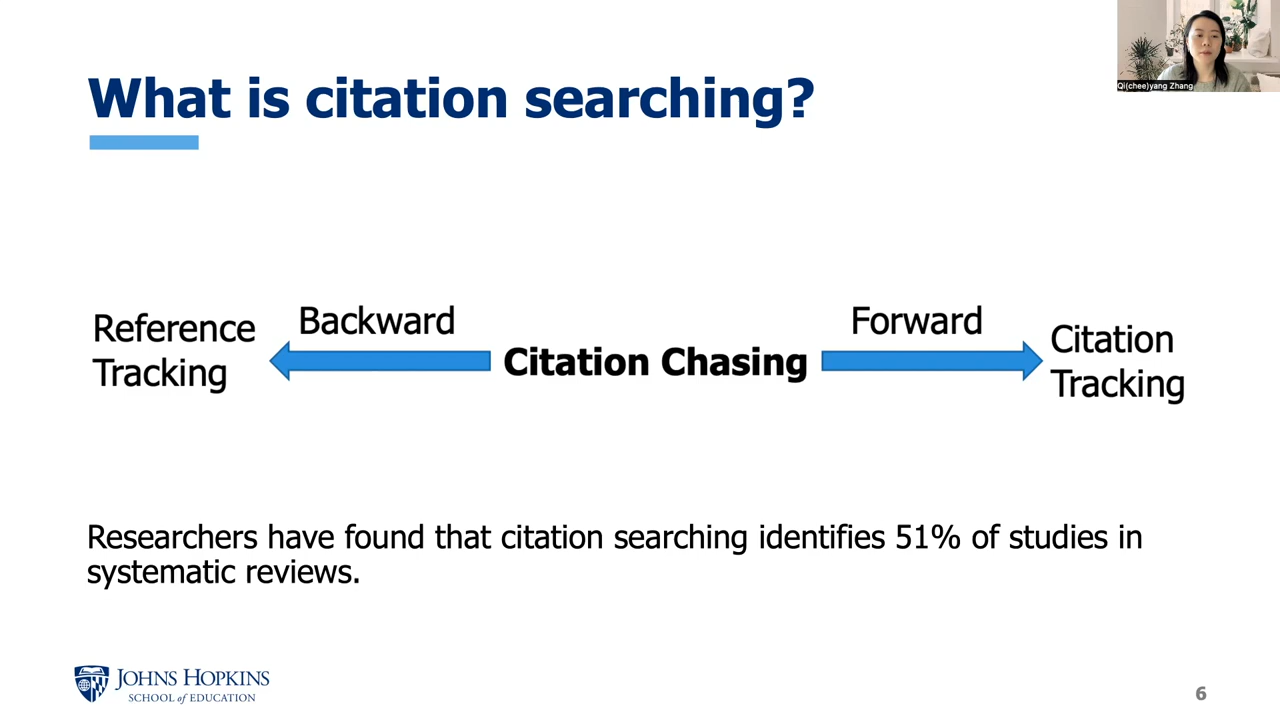 What is citation searching?
Qi(chee)yang Zhang
Backward
Forward
Reference
Tracking
Citation Chasing
Citation
Tracking
Researchers have found that citation searching identifies 51% of studies in
systematic reviews.
JOHNS HOPKINS
SCHOOL of EDUCATION
6